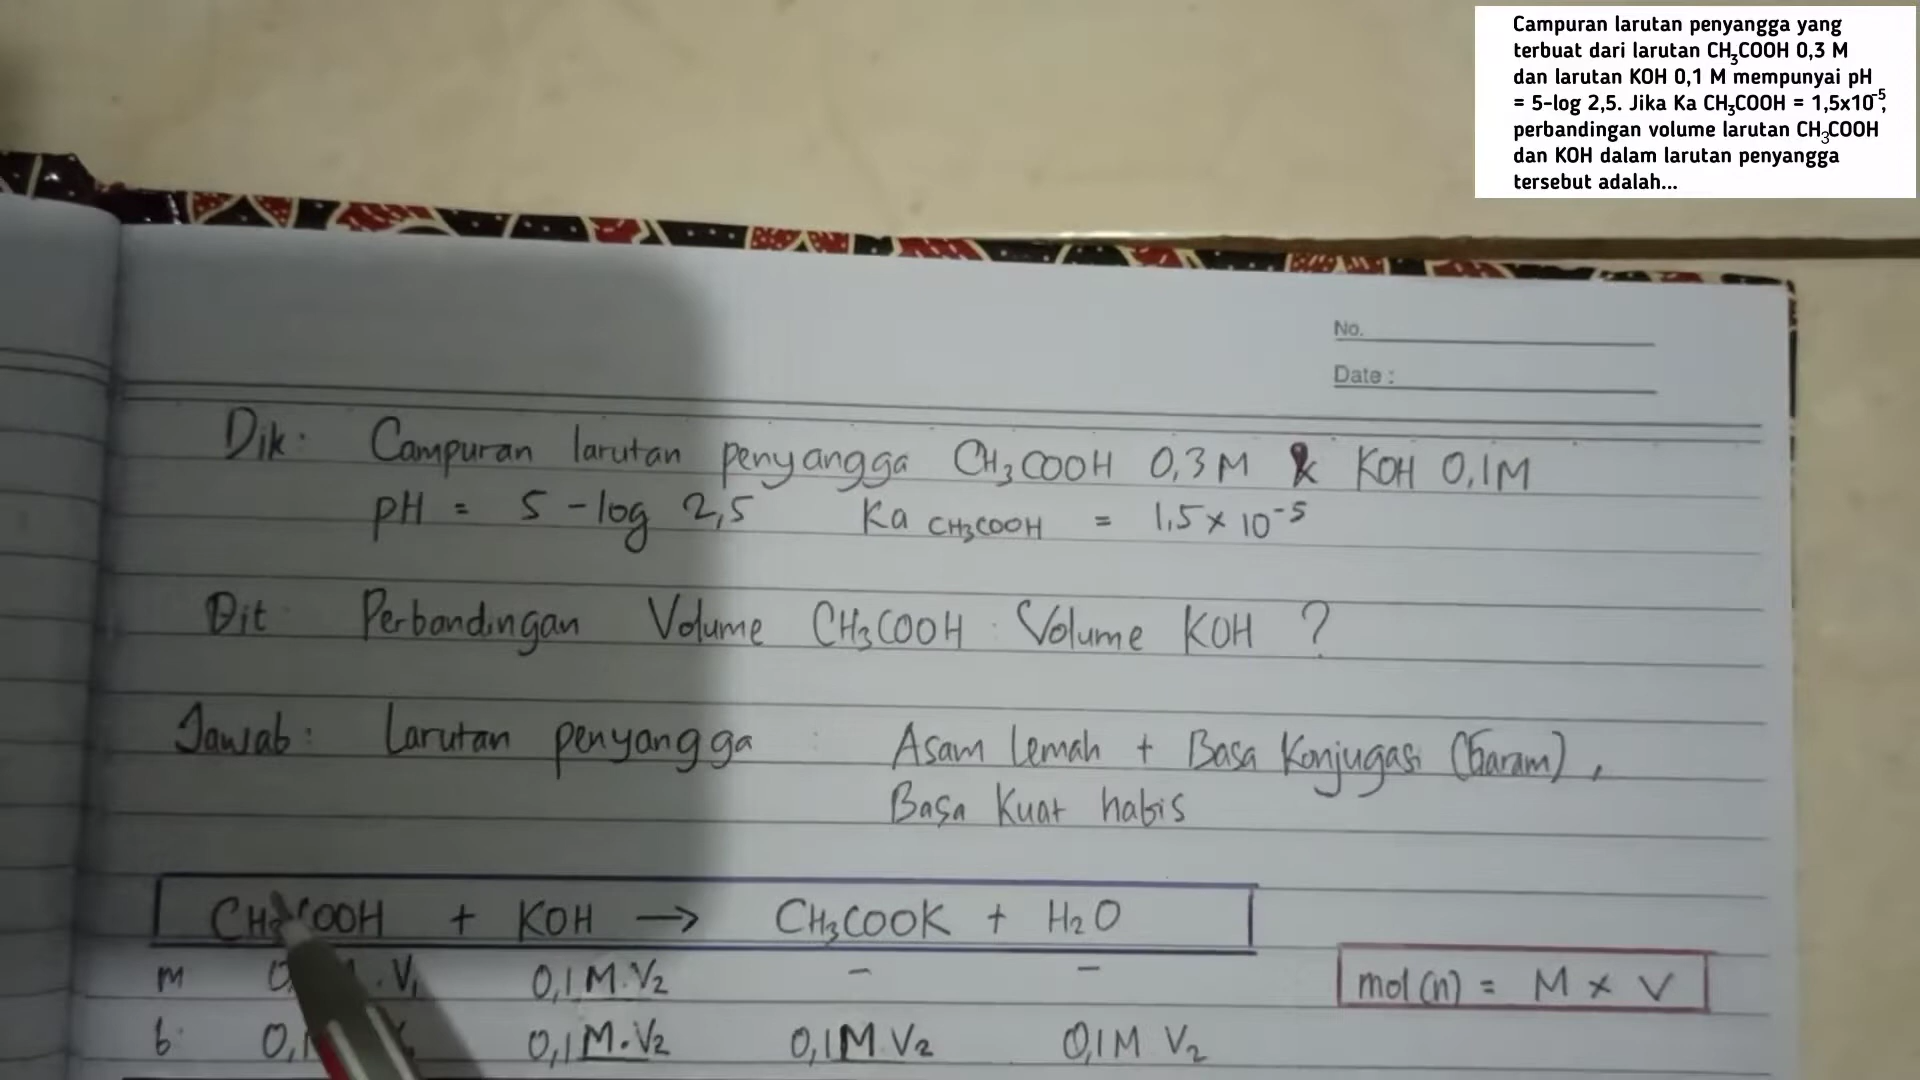 Campuran larutan penyangga yang
terbuat dari larutan CH₃COOH 0,3 M
dan larutan KOH 0,1 M mempunyai pH
= 5-log 2,5. Jika Ka CH₃COOH = 1,5x10⁻⁵,
perbandingan volume larutan CH₃COOH
dan KOH dalam larutan penyangga
tersebut adalah...
No.
Date :
Dik: Campuran larutan penyangga CH₃COOH 0,3 M & KOH 0,1M
pH = 5 - log 2,5 Ka CH₃COOH = 1,5 x 10⁻⁵
Dit: Perbandingan Volume CH₃COOH : Volume KOH ?
Jawab: Larutan penyangga : Asam lemah + Basa Konjugasi (Garam),
Basa Kuat habis
CH₃COOH + KOH → CH₃COOK + H₂O
m . V₁ 0,1 M.V₂ - -
mol (n) = M x V
b: 0,1 M.V₂ 0,1M V₂ 0,1M V₂